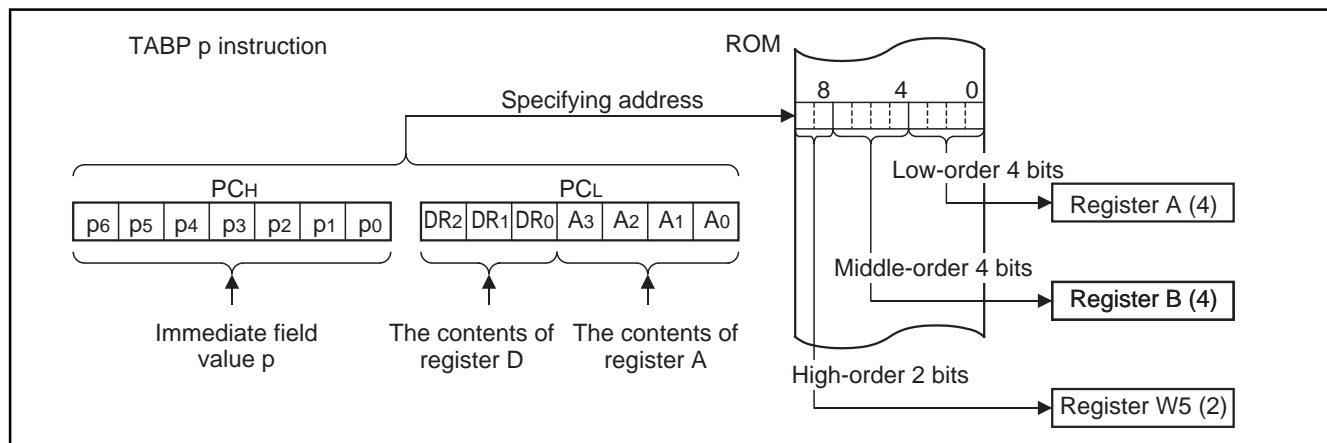 TABP p instruction
ROM
8 4 0
Specifying address
Low-order 4 bits
PCH
PCL
Register A (4)
p6 p5 p4 p3 p2 p1 p0
DR2 DR1 DR0 A3 A2 A1 A0
Middle-order 4 bits
Register B (4)
Immediate field
value p
The contents of
register D
The contents of
register A
High-order 2 bits
Register W5 (2)